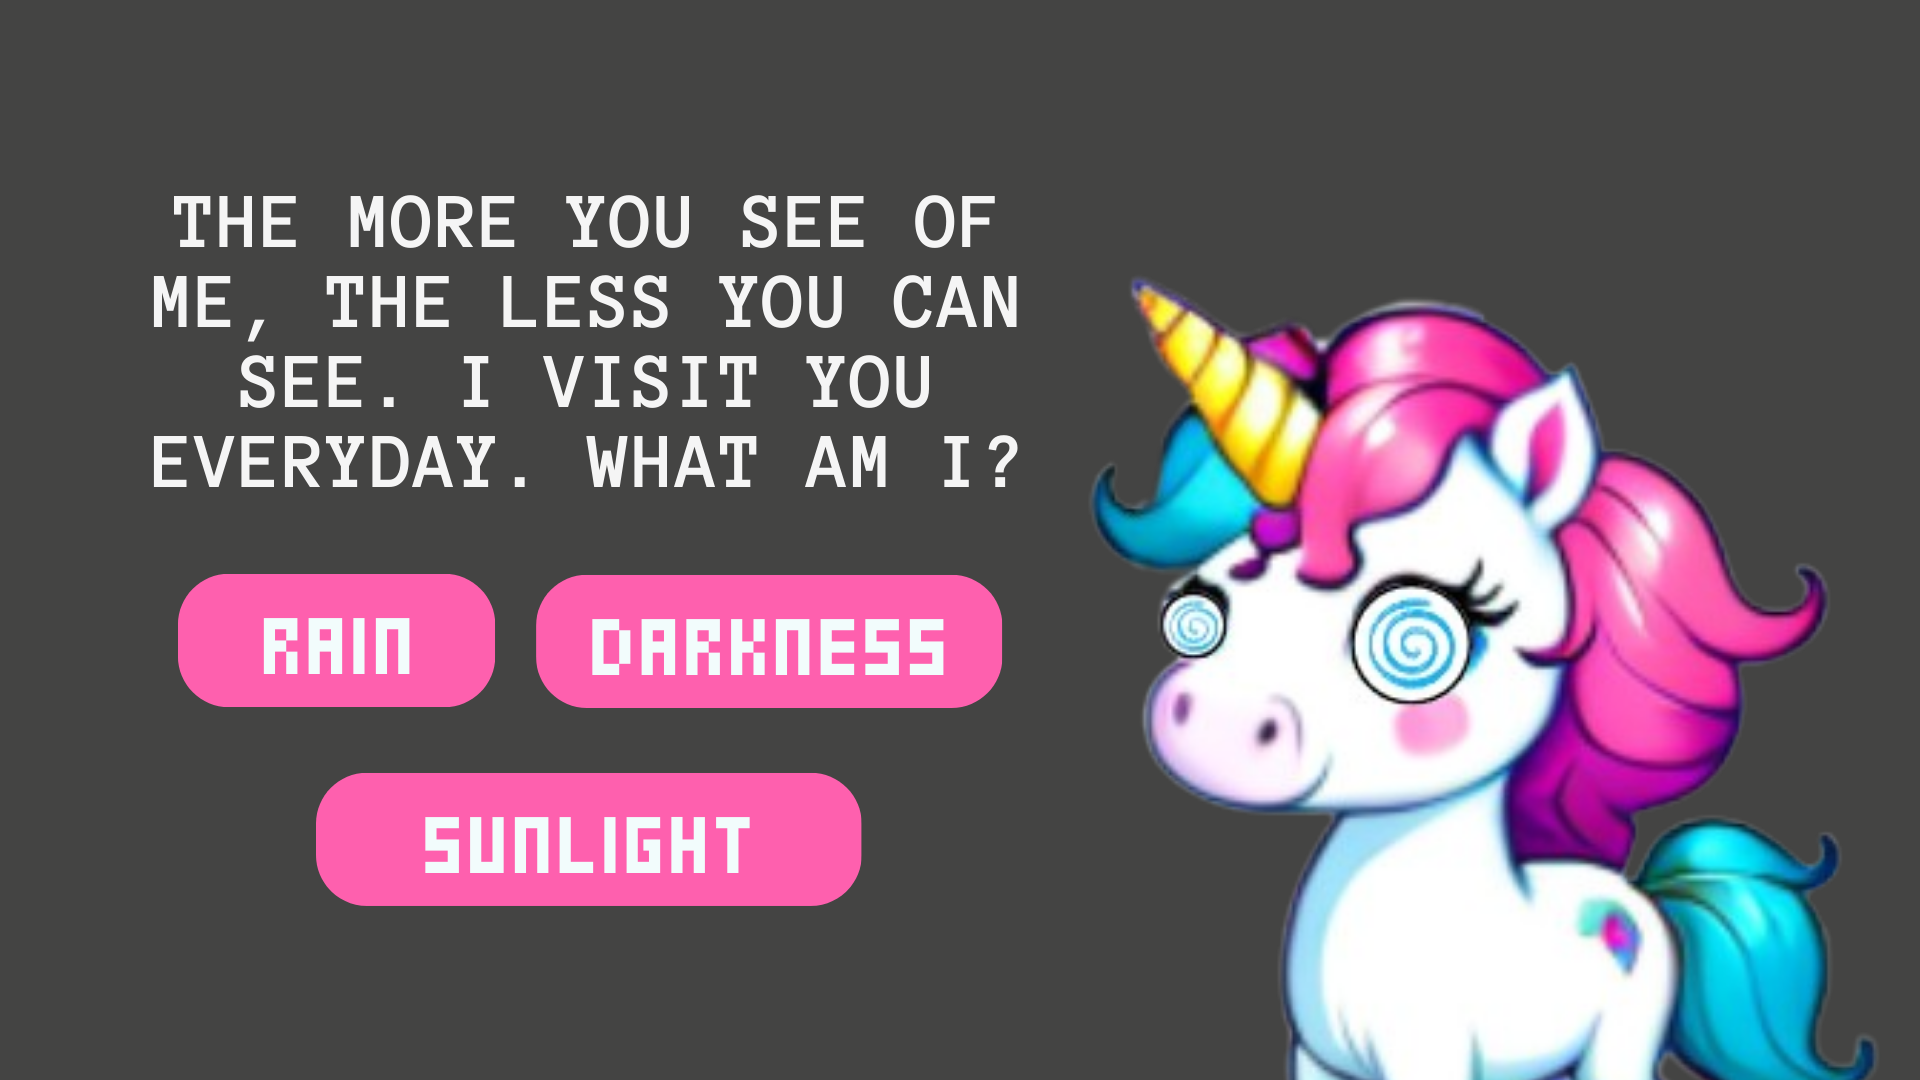 THE MORE YOU SEE OF
ME, THE LESS YOU CAN
SEE. I VISIT YOU
EVERYDAY. WHAT AM I?
RAIN
DARKNESS
SUNLIGHT